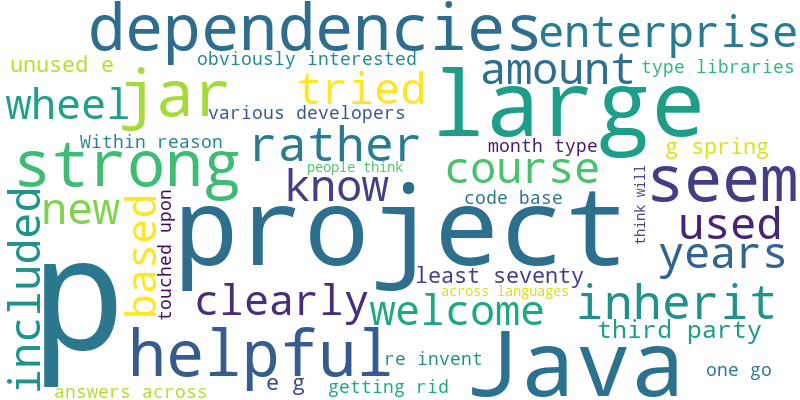 dependencies
enterprise
unused e
obviously interested
amount
type libraries
jar
tried
large
wheel
various developers
Within reason
rather
month type
g spring
strong
people think
course
seem
know
code base
think will
new
based
touched upon
project
used
included
years
p
least seventy
across languages
clearly
welcome
inherit
third party
helpful
re invent
Java
one go
e g
getting rid
answers across